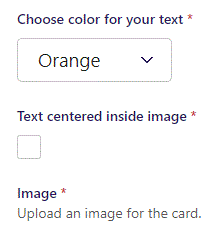 Choose color for your text *
Orange
Text centered inside image *
Image *
Upload an image for the card.